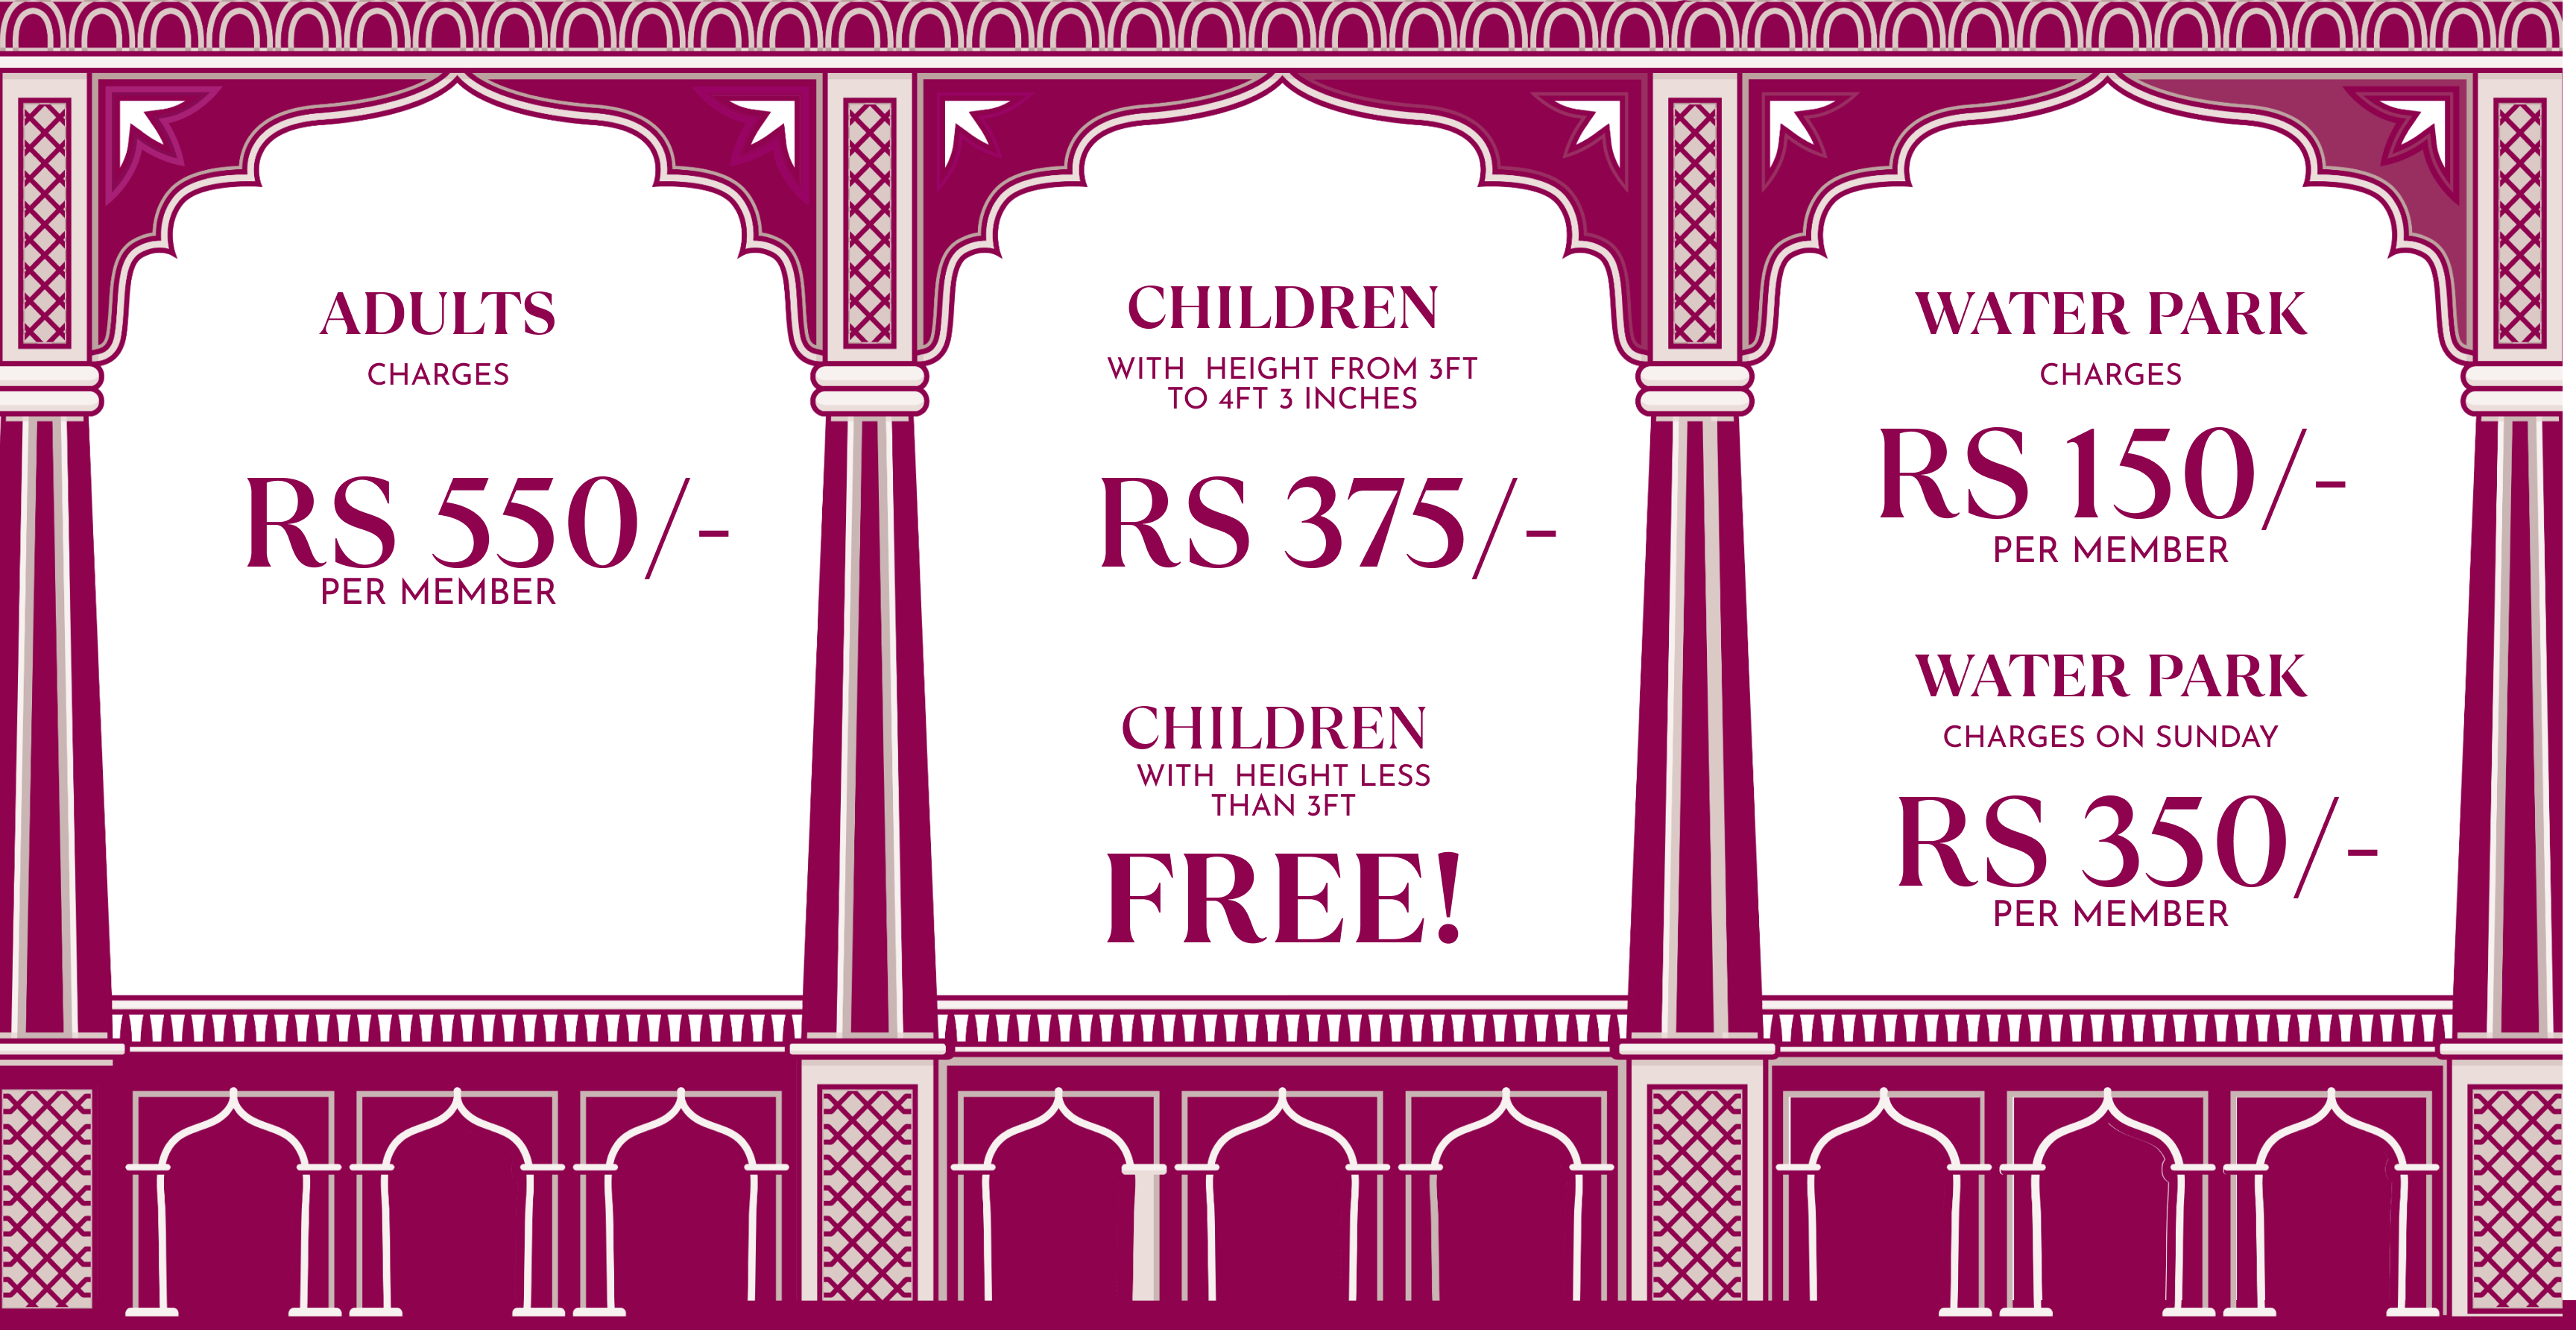 ADULTS
CHARGES
RS 550/-
PER MEMBER
CHILDREN
WITH HEIGHT FROM 3FT
TO 4FT 3 INCHES
RS 375/-
CHILDREN
WITH HEIGHT LESS
THAN 3FT
FREE!
WATER PARK
CHARGES
RS 150/-
PER MEMBER
WATER PARK
CHARGES ON SUNDAY
RS 350/-
PER MEMBER